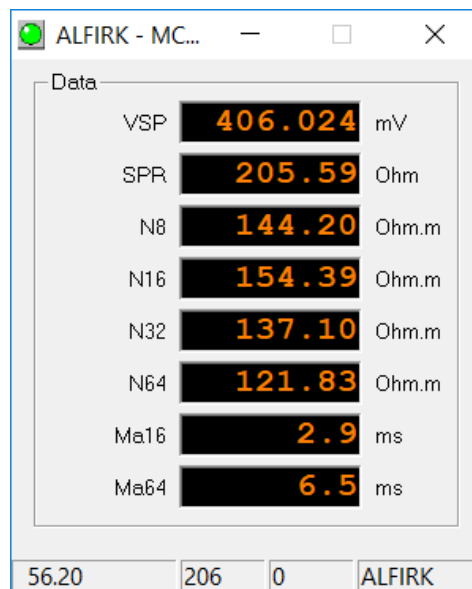 ALFIRK - MC...
Data
VSP 406.024 mV
SPR 205.59 Ohm
N8 144.20 Ohm.m
N16 154.39 Ohm.m
N32 137.10 Ohm.m
N64 121.83 Ohm.m
Ma16 2.9 ms
Ma64 6.5 ms
56.20 206 0 ALFIRK